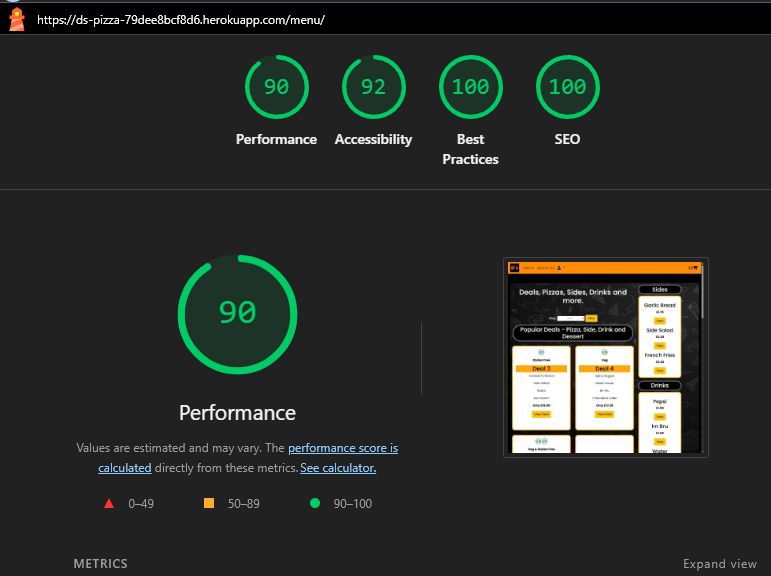 https://ds-pizza-79dee8bcf8d6.herokuapp.com/menu/
90
92
100
100
Performance
Accessibility
Best
Practices
SEO
90
Performance
Values are estimated and may vary. The performance score is
calculated directly from these metrics. See calculator.
0–49
50–89
90–100
Deals, Pizzas, Sides, Drinks and
more.
Popular Deals - Pizza, Side, Drink and
Dessert
Deal 3
Deal 4
Sides
Garlic Bread
Side Salad
French Fries
Drinks
Pepsi
Irn Bru
Water
METRICS
Expand view